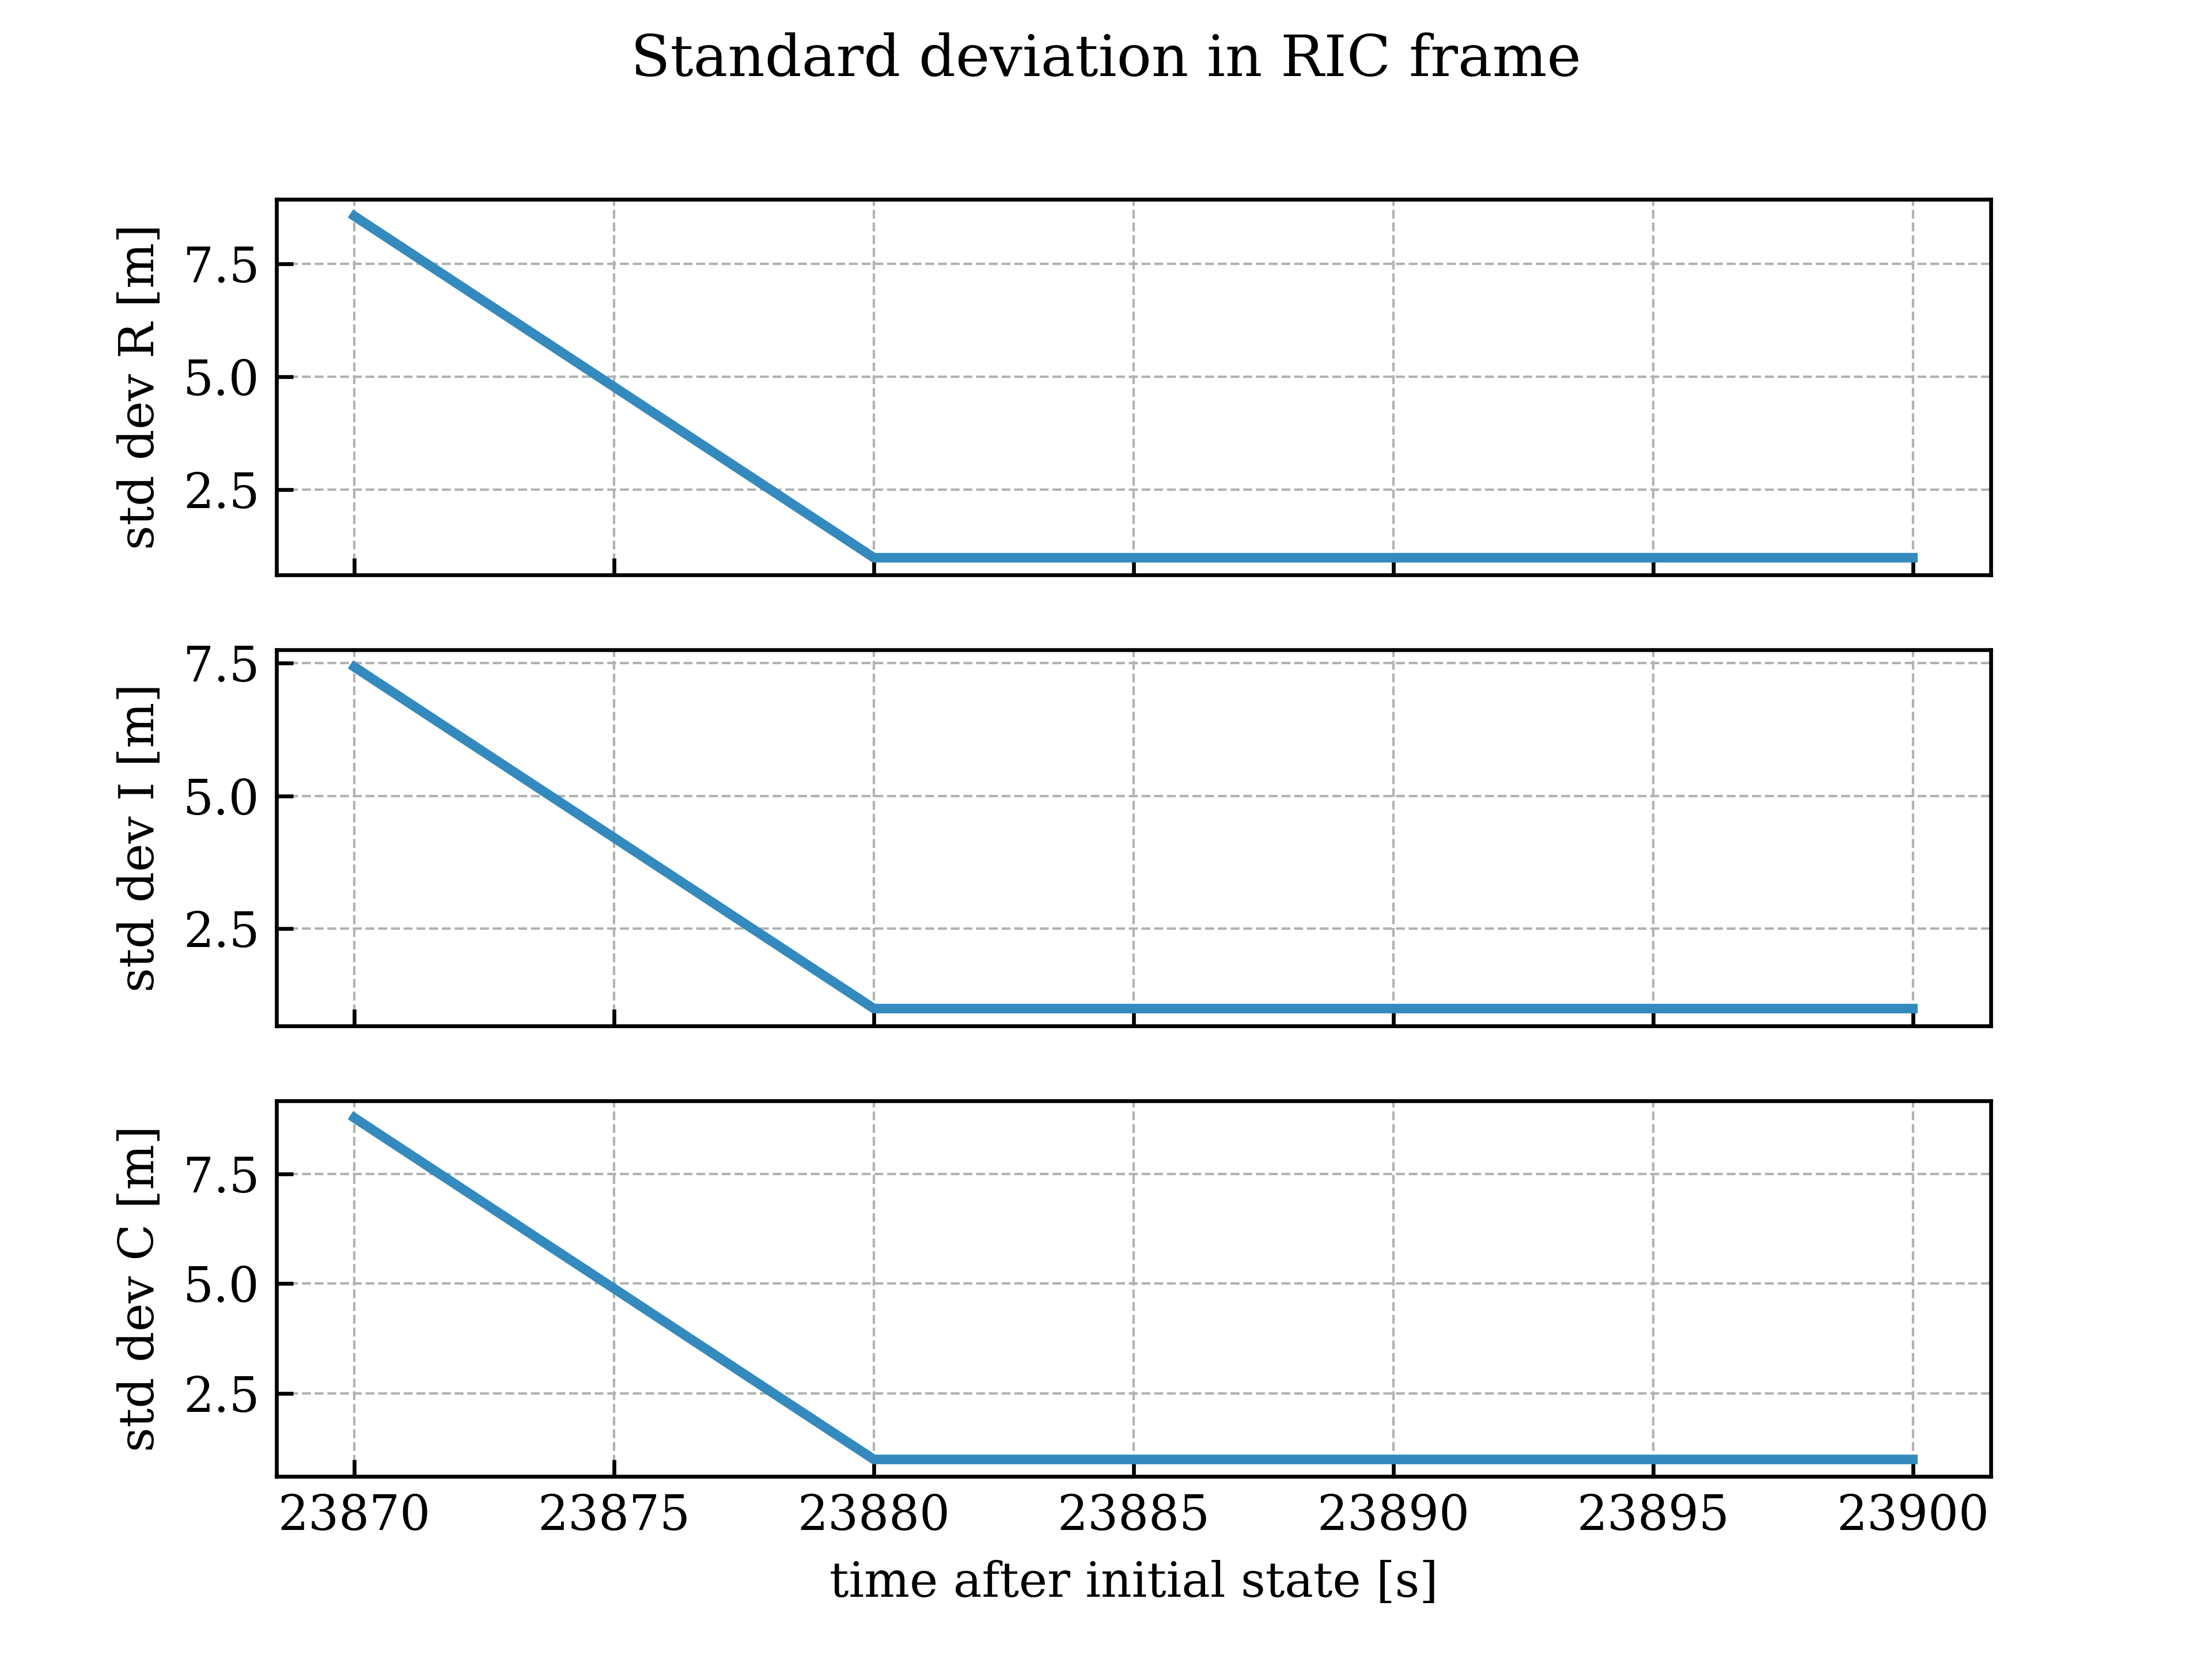 Standard deviation in RIC frame
std dev R [m]
7.5
5.0
2.5
std dev I [m]
7.5
5.0
2.5
std dev C [m]
7.5
5.0
2.5
23870 23875 23880 23885 23890 23895 23900
time after initial state [s]